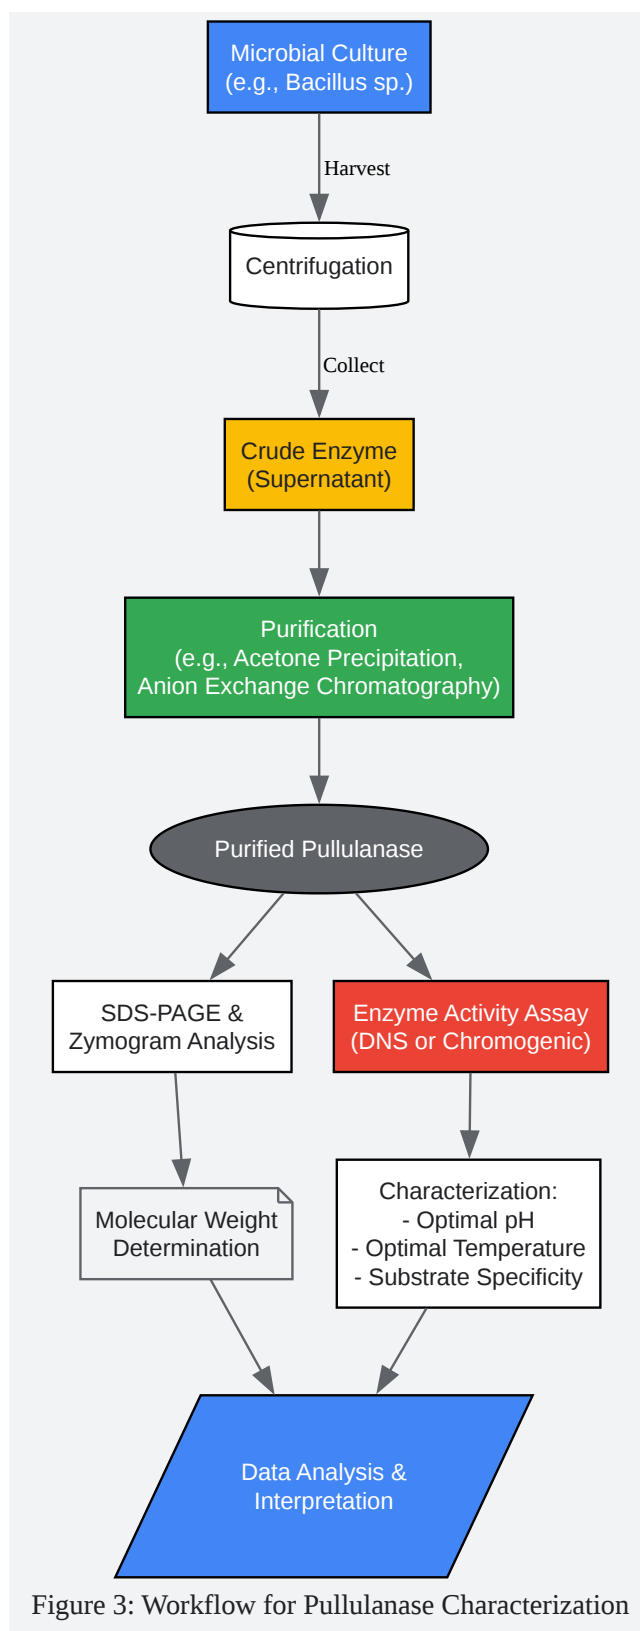 Microbial Culture
(e.g., Bacillus sp.)
Harvest
Centrifugation
Collect
Crude Enzyme
(Supernatant)
Purification
(e.g., Acetone Precipitation,
Anion Exchange Chromatography)
Purified Pullulanase
SDS-PAGE &
Zymogram Analysis
Enzyme Activity Assay
(DNS or Chromogenic)
Molecular Weight
Determination
Characterization:
- Optimal pH
- Optimal Temperature
- Substrate Specificity
Data Analysis &
Interpretation
Figure 3: Workflow for Pullulanase Characterization